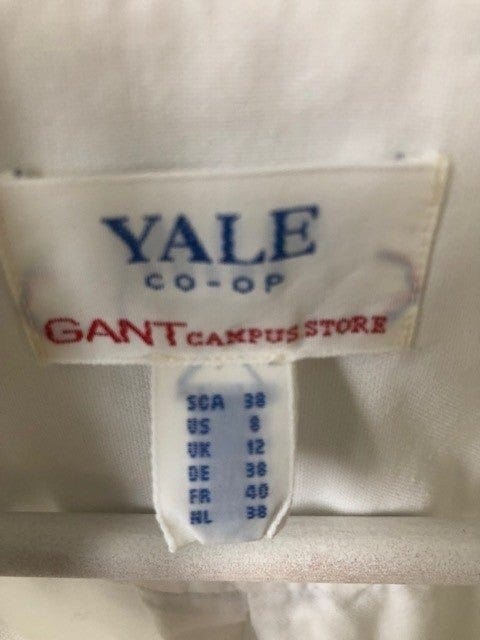 YALE
CO-OP
GANT CAMPUS STORE
SCA 38
US 8
UK 12
DE 38
FR 40
NL 38